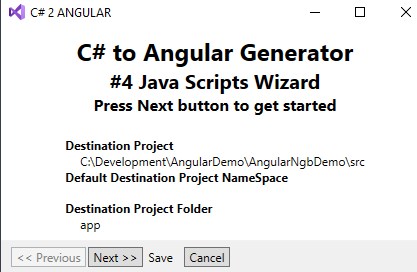 C# 2 ANGULAR
C# to Angular Generator
#4 Java Scripts Wizard
Press Next button to get started
Destination Project
C:\Development\AngularDemo\AngularNgbDemo\src
Default Destination Project NameSpace
Destination Project Folder
app
<< Previous Next >> Save Cancel